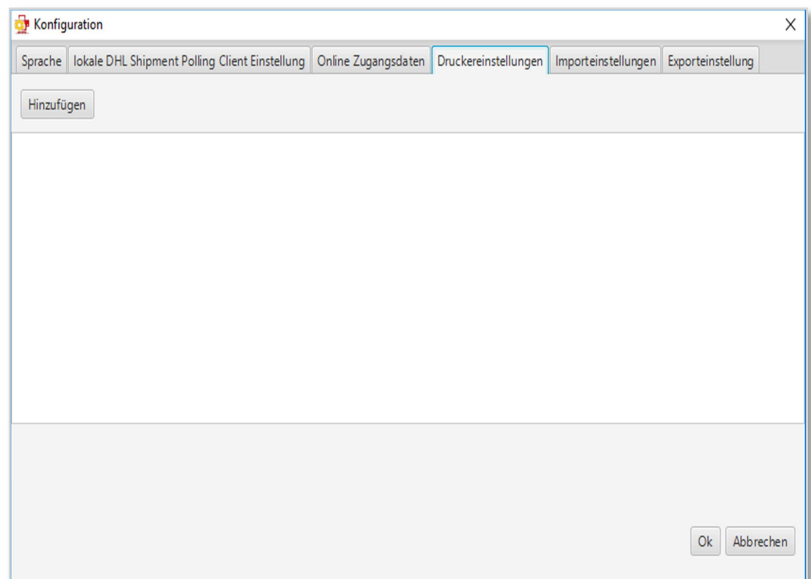 Konfiguration
Sprache lokale DHL Shipment Polling Client Einstellung Online Zugangsdaten Druckereinstellungen Importeinstellungen Exporteinstellung
Hinzufügen
Ok Abbrechen